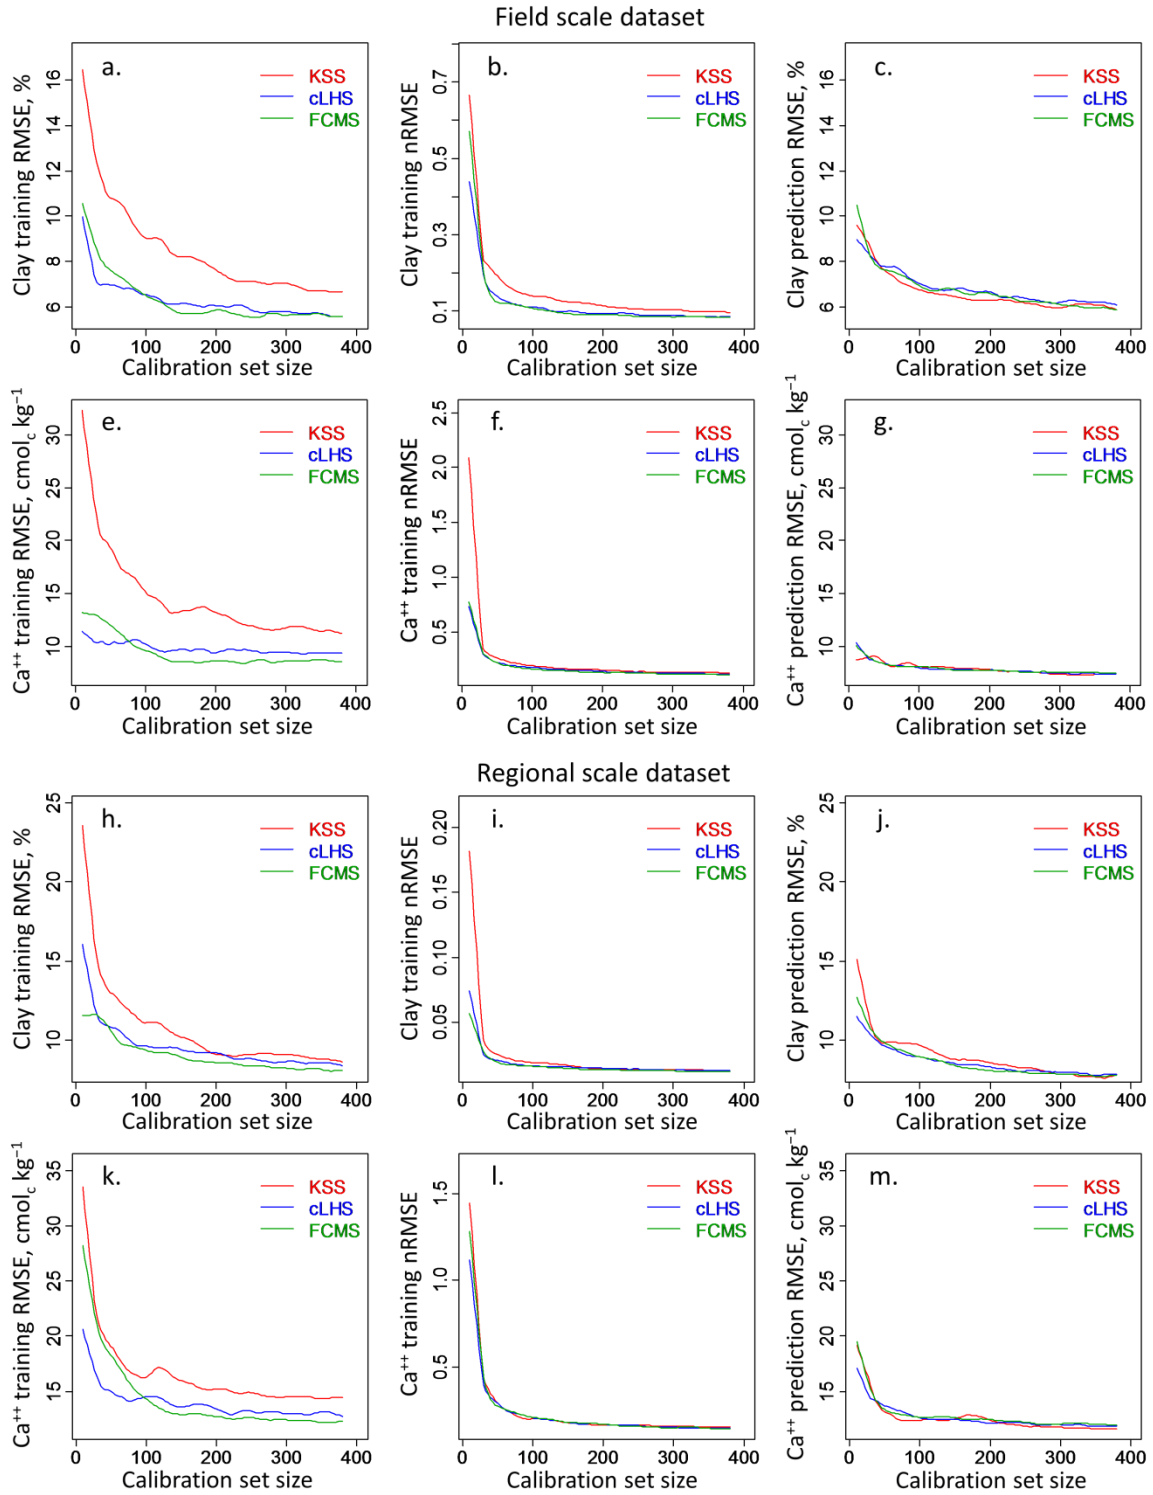 Field scale dataset
a.
KSS
cLHS
FCMS
Clay training RMSE, %
16
14
12
10
8
6
0 100 200 300 400
Calibration set size
b.
KSS
cLHS
FCMS
Clay training nRMSE
0.7
0.5
0.3
0.1
0 100 200 300 400
Calibration set size
c.
KSS
cLHS
FCMS
Clay prediction RMSE, %
16
14
12
10
8
6
0 100 200 300 400
Calibration set size
e.
KSS
cLHS
FCMS
Ca⁺⁺ training RMSE, cmolc kg⁻¹
30
25
20
15
10
0 100 200 300 400
Calibration set size
f.
KSS
cLHS
FCMS
Ca⁺⁺ training nRMSE
2.5
2.0
1.5
1.0
0.5
0 100 200 300 400
Calibration set size
g.
KSS
cLHS
FCMS
Ca⁺⁺ prediction RMSE, cmolc kg⁻¹
30
25
20
15
10
0 100 200 300 400
Calibration set size
Regional scale dataset
h.
KSS
cLHS
FCMS
Clay training RMSE, %
25
20
15
10
0 100 200 300 400
Calibration set size
i.
KSS
cLHS
FCMS
Clay training nRMSE
0.20
0.15
0.10
0.05
0 100 200 300 400
Calibration set size
j.
KSS
cLHS
FCMS
Clay prediction RMSE, %
25
20
15
10
0 100 200 300 400
Calibration set size
k.
KSS
cLHS
FCMS
Ca⁺⁺ training RMSE, cmolc kg⁻¹
35
30
25
20
15
0 100 200 300 400
Calibration set size
l.
KSS
cLHS
FCMS
Ca⁺⁺ training nRMSE
1.5
1.0
0.5
0 100 200 300 400
Calibration set size
m.
KSS
cLHS
FCMS
Ca⁺⁺ prediction RMSE, cmolc kg⁻¹
35
30
25
20
15
0 100 200 300 400
Calibration set size